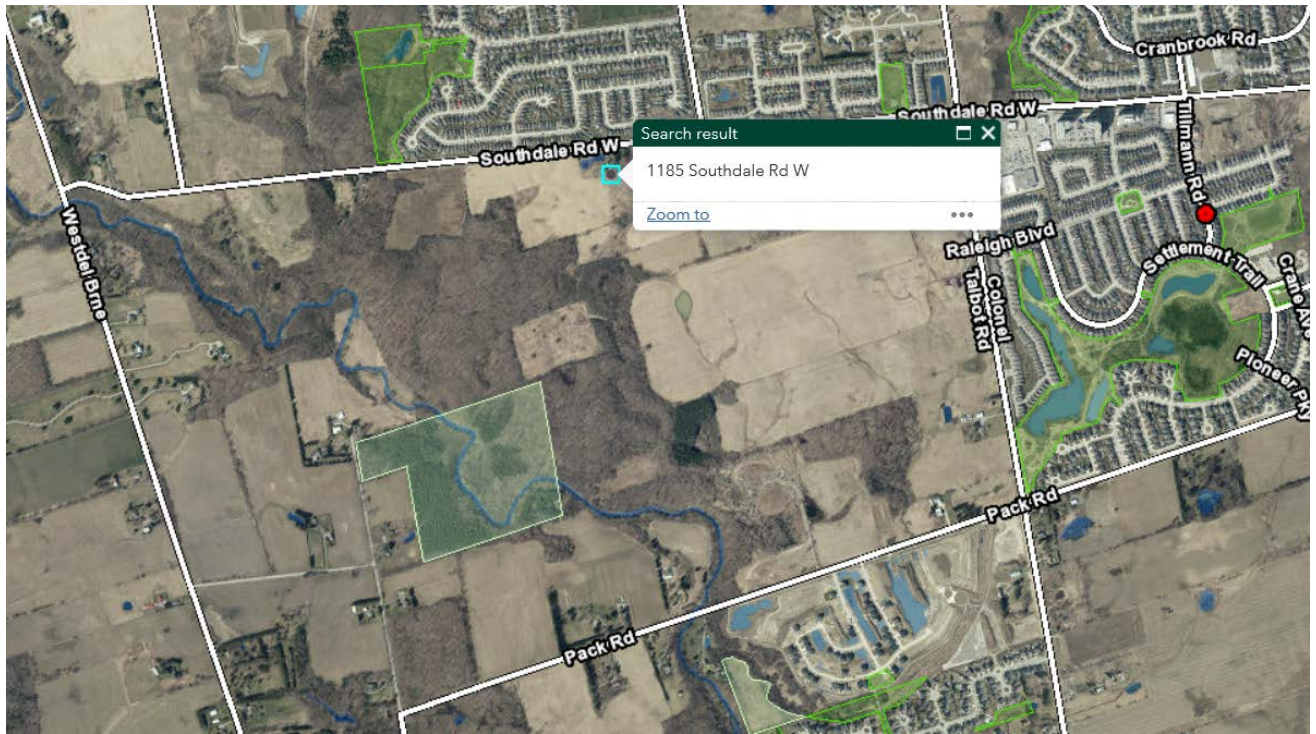 Cranbrook Rd
Southdale Rd W
Tillmann Rd
Search result
1185 Southdale Rd W
Zoom to
Southdale Rd W
Westdel Brne
Raleigh Blvd
Settlement Trail
Crane Ave
Colonel
Talbot Rd
Pioneer Pky
Pack Rd
Pack Rd